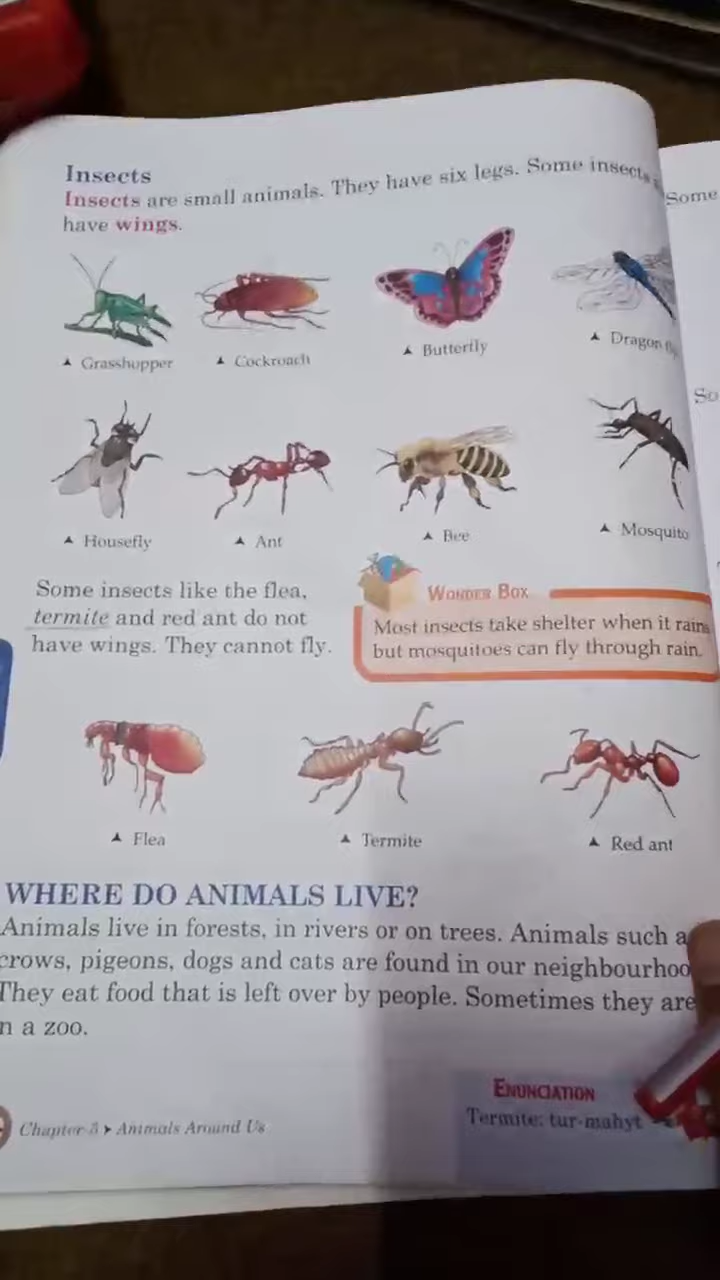 Insects
Insects are small animals. They have six legs. Some insects
have wings.
Some
▲ Grasshopper ▲ Cockroach ▲ Butterfly ▲ Dragon
So
▲ Housefly ▲ Ant ▲ Bee ▲ Mosquito
Some insects like the flea,
termite and red ant do not
have wings. They cannot fly.
WONDER BOX
Most insects take shelter when it rains
but mosquitoes can fly through rain.
▲ Flea ▲ Termite ▲ Red ant
WHERE DO ANIMALS LIVE?
Animals live in forests, in rivers or on trees. Animals such a
crows, pigeons, dogs and cats are found in our neighbourhoo
They eat food that is left over by people. Sometimes they are
n a zoo.
ENUNCIATION
Termite: tur-mahyt
Chapter-5 ▸ Animals Around Us